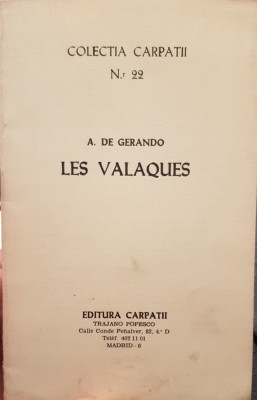 COLECTIA CARPATII
N.r 22
A. DE GERANDO
LES VALAQUES
EDITURA CARPATII
TRAJANO POPESCO
Calle Conde Peñalver, 82, 4.º D
Teléf. 402 11 01
MADRID - 6